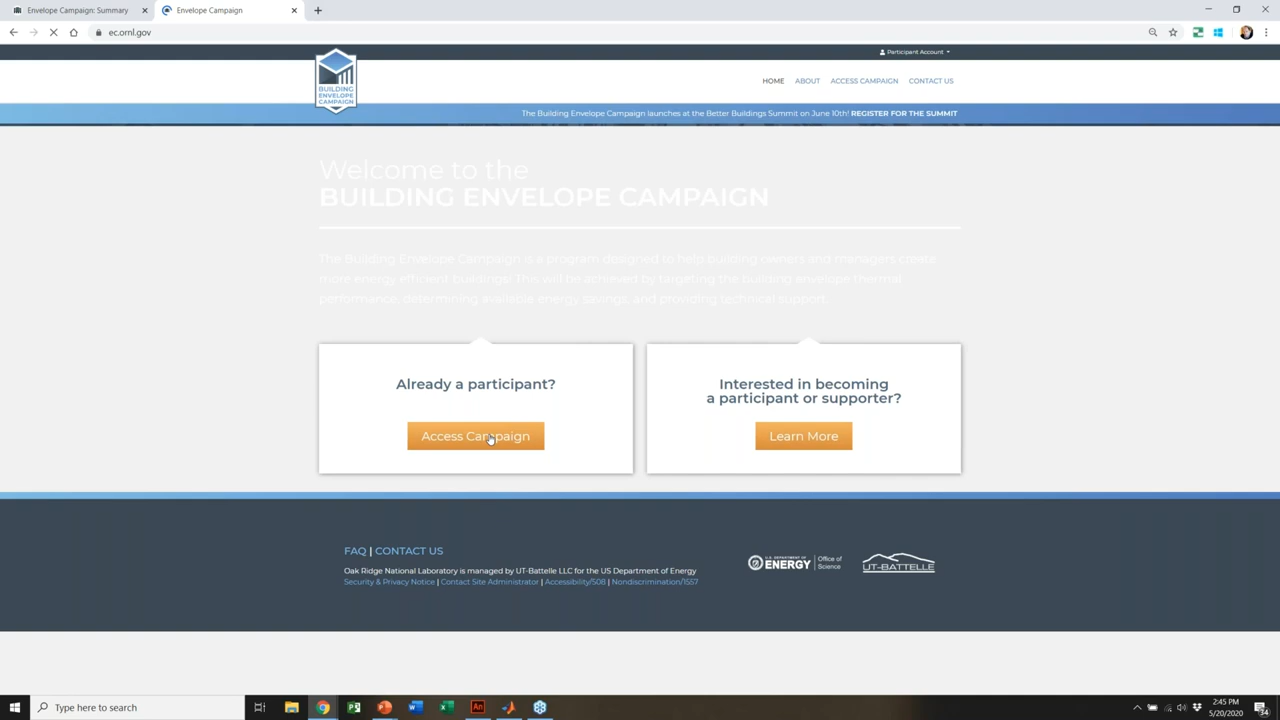 Envelope Campaign: Summary
Envelope Campaign
ec.ornl.gov
Participant Account
BUILDING
ENVELOPE
CAMPAIGN
HOME ABOUT ACCESS CAMPAIGN CONTACT US
The Building Envelope Campaign launches at the Better Buildings Summit on June 10th! REGISTER FOR THE SUMMIT
Welcome to the
BUILDING ENVELOPE CAMPAIGN
The Building Envelope Campaign is a program designed to help building owners and managers create
more energy efficient buildings. This will be achieved by targeting the building envelope thermal
performance, determining available energy savings, and providing technical support.
Already a participant?
Access Campaign
Interested in becoming
a participant or supporter?
Learn More
FAQ | CONTACT US
Oak Ridge National Laboratory is managed by UT-Battelle LLC for the US Department of Energy
Security & Privacy Notice | Contact Site Administrator | Accessibility/508 | Nondiscrimination/1557
U.S. DEPARTMENT OF
ENERGY
Office of
Science
UT-BATTELLE
Type here to search
2:45 PM
5/20/2020
34